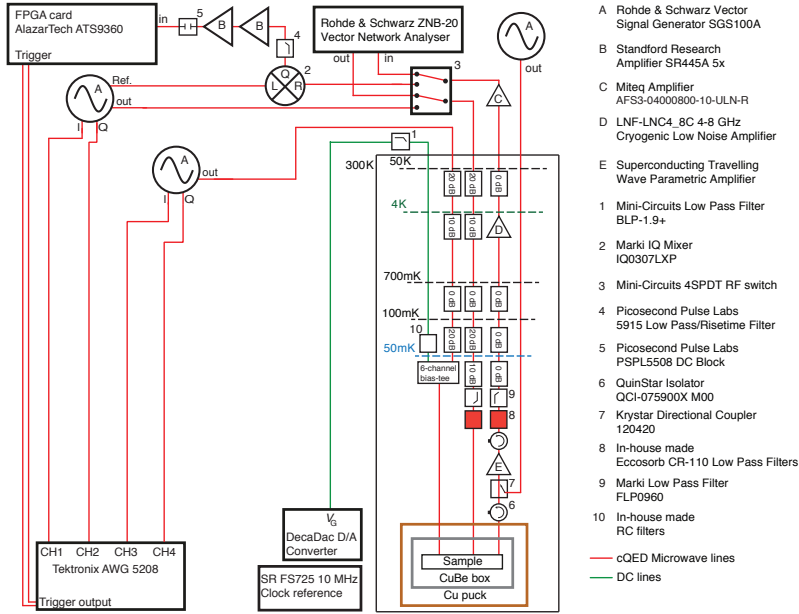 FPGA card
AlazarTech ATS9360
Trigger
in
5
B
B
4
Rohde & Schwarz ZNB-20
Vector Network Analyser
out
in
A
out
3
Q
L
R
2
Ref.
A
out
I
Q
C
1
A
out
I
Q
300K
50K
20 dB
20 dB
0 dB
4K
10 dB
10 dB
D
700mK
0 dB
0 dB
0 dB
100mK
10
20 dB
20 dB
0 dB
50mK
6-channel
bias-tee
10 dB
0 dB
9
8
E
7
6
VG
DecaDac D/A
Converter
SR FS725 10 MHz
Clock reference
Sample
CuBe box
Cu puck
CH1
CH2
CH3
CH4
Tektronix AWG 5208
Trigger output
A Rohde & Schwarz Vector
Signal Generator SGS100A
B Standford Research
Amplifier SR445A 5x
C Miteq Amplifier
AFS3-04000800-10-ULN-R
D LNF-LNC4_8C 4-8 GHz
Cryogenic Low Noise Amplifier
E Superconducting Travelling
Wave Parametric Amplifier
1 Mini-Circuits Low Pass Filter
BLP-1.9+
2 Marki IQ Mixer
IQ0307LXP
3 Mini-Circuits 4SPDT RF switch
4 Picosecond Pulse Labs
5915 Low Pass/Risetime Filter
5 Picosecond Pulse Labs
PSPL5508 DC Block
6 QuinStar Isolator
QCI-075900X M00
7 Krystar Directional Coupler
120420
8 In-house made
Eccosorb CR-110 Low Pass Filters
9 Marki Low Pass Filter
FLP0960
10 In-house made
RC filters
cQED Microwave lines
DC lines